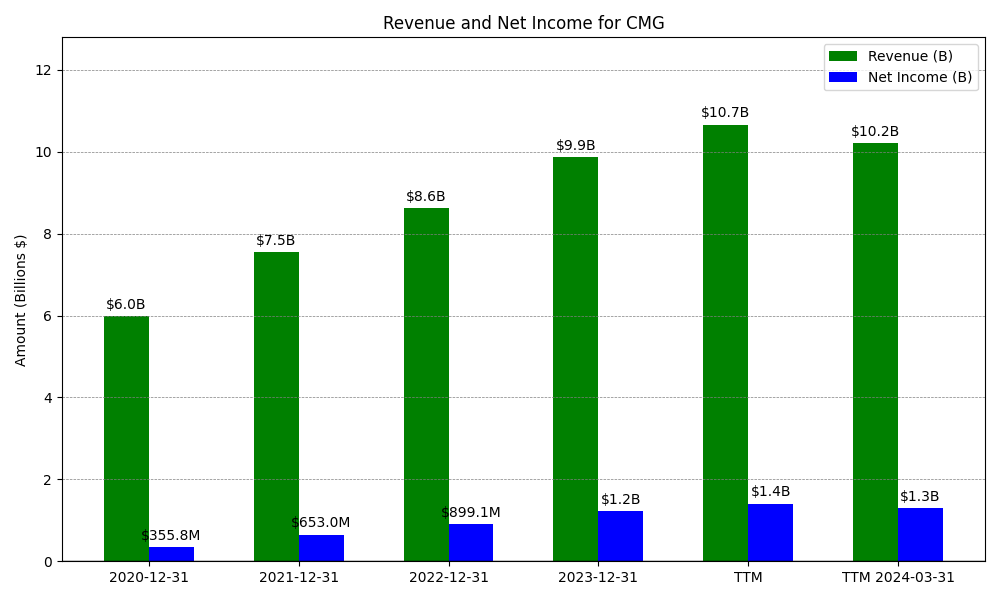 Revenue and Net Income for CMG
Revenue (B)
Net Income (B)
Amount (Billions $)
12
10
8
6
4
2
0
$6.0B
$355.8M
$7.5B
$653.0M
$8.6B
$899.1M
$9.9B
$1.2B
$10.7B
$1.4B
$10.2B
$1.3B
2020-12-31
2021-12-31
2022-12-31
2023-12-31
TTM
TTM 2024-03-31